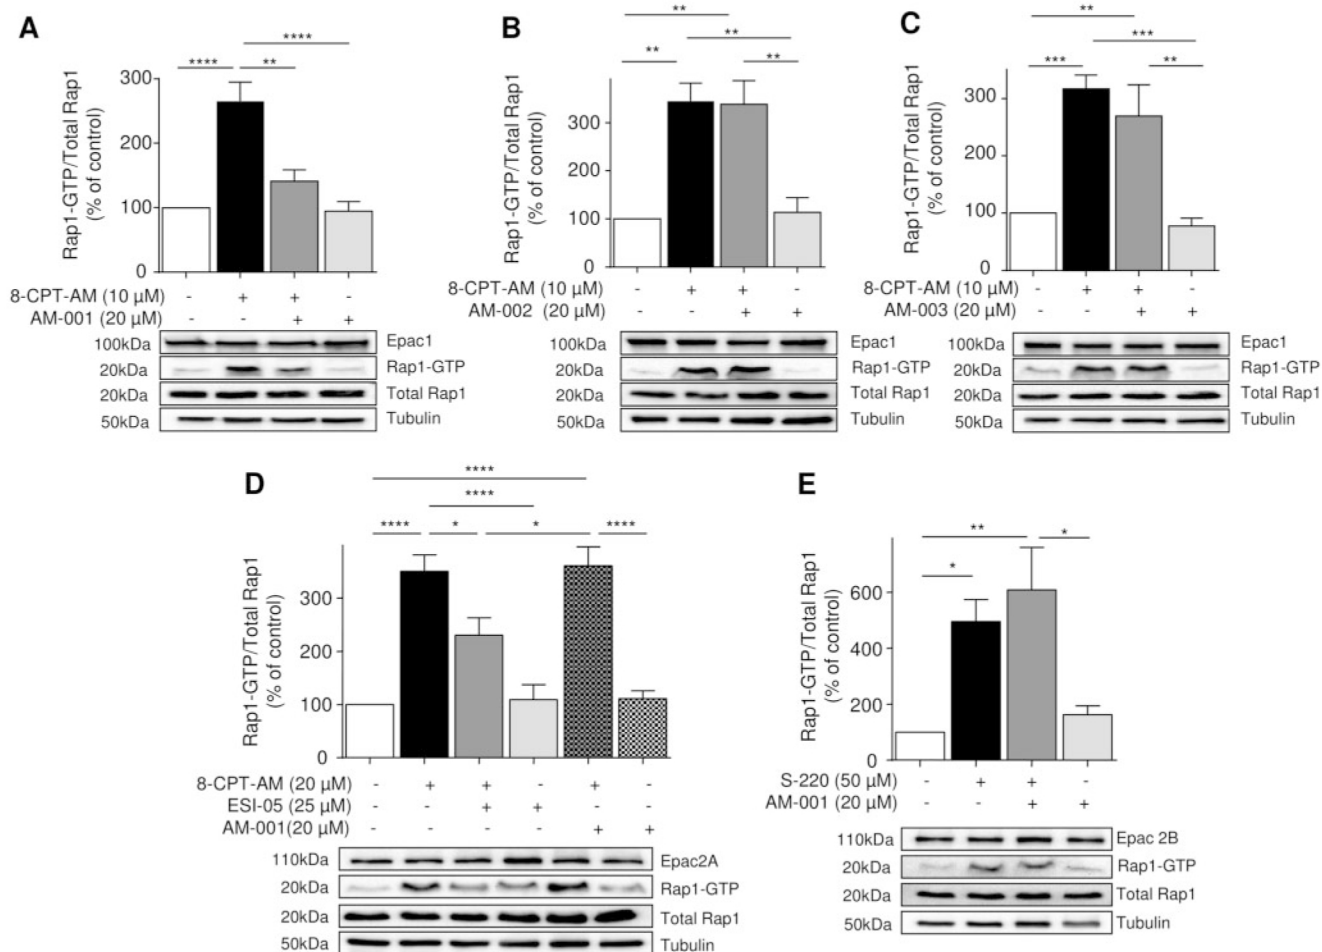 A
B
C
**** 
**** **
Rap1-GTP/Total Rap1
(% of control)
300
200
100
0
8-CPT-AM (10 µM) - + + -
AM-001 (20 µM) - - + +
100kDa Epac1
20kDa Rap1-GTP
20kDa Total Rap1
50kDa Tubulin
**
**
** **
Rap1-GTP/Total Rap1
(% of control)
300
200
100
0
8-CPT-AM (10 µM) - + + -
AM-002 (20 µM) - - + +
100kDa Epac1
20kDa Rap1-GTP
20kDa Total Rap1
50kDa Tubulin
**
***
*** **
Rap1-GTP/Total Rap1
(% of control)
300
200
100
0
8-CPT-AM (10 µM) - + + -
AM-003 (20 µM) - - + +
100kDa Epac1
20kDa Rap1-GTP
20kDa Total Rap1
50kDa Tubulin
D
****
****
**** * * ****
Rap1-GTP/Total Rap1
(% of control)
300
200
100
0
8-CPT-AM (20 µM) - + + - + -
ESI-05 (25 µM) - - + + - -
AM-001(20 µM) - - - - + +
110kDa Epac2A
20kDa Rap1-GTP
20kDa Total Rap1
50kDa Tubulin
E
** *
*
Rap1-GTP/Total Rap1
(% of control)
600
400
200
0
S-220 (50 µM) - + + -
AM-001 (20 µM) - - + +
110kDa Epac 2B
20kDa Rap1-GTP
20kDa Total Rap1
50kDa Tubulin